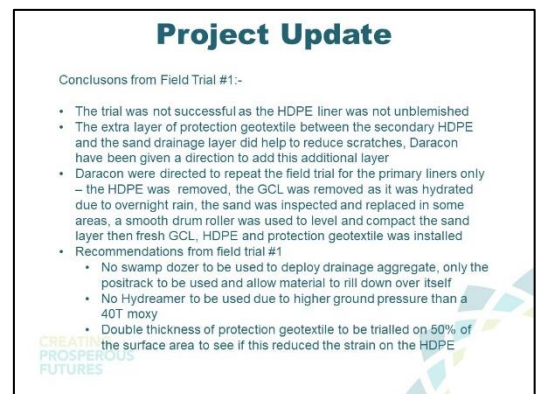 Project Update
Conclusons from Field Trial #1:-
• The trial was not successful as the HDPE liner was not unblemished
• The extra layer of protection geotextile between the secondary HDPE
and the sand drainage layer did help to reduce scratches, Daracon
have been given a direction to add this additional layer
• Daracon were directed to repeat the field trial for the primary liners only
– the HDPE was removed, the GCL was removed as it was hydrated
due to overnight rain, the sand was inspected and replaced in some
areas, a smooth drum roller was used to level and compact the sand
layer then fresh GCL, HDPE and protection geotextile was installed
• Recommendations from field trial #1
• No swamp dozer to be used to deploy drainage aggregate, only the
positrack to be used and allow material to rill down over itself
• No Hydreamer to be used due to higher ground pressure than a
40T moxy
• Double thickness of protection geotextile to be trialled on 50% of
the surface area to see if this reduced the strain on the HDPE
CREATING
PROSPEROUS
FUTURES